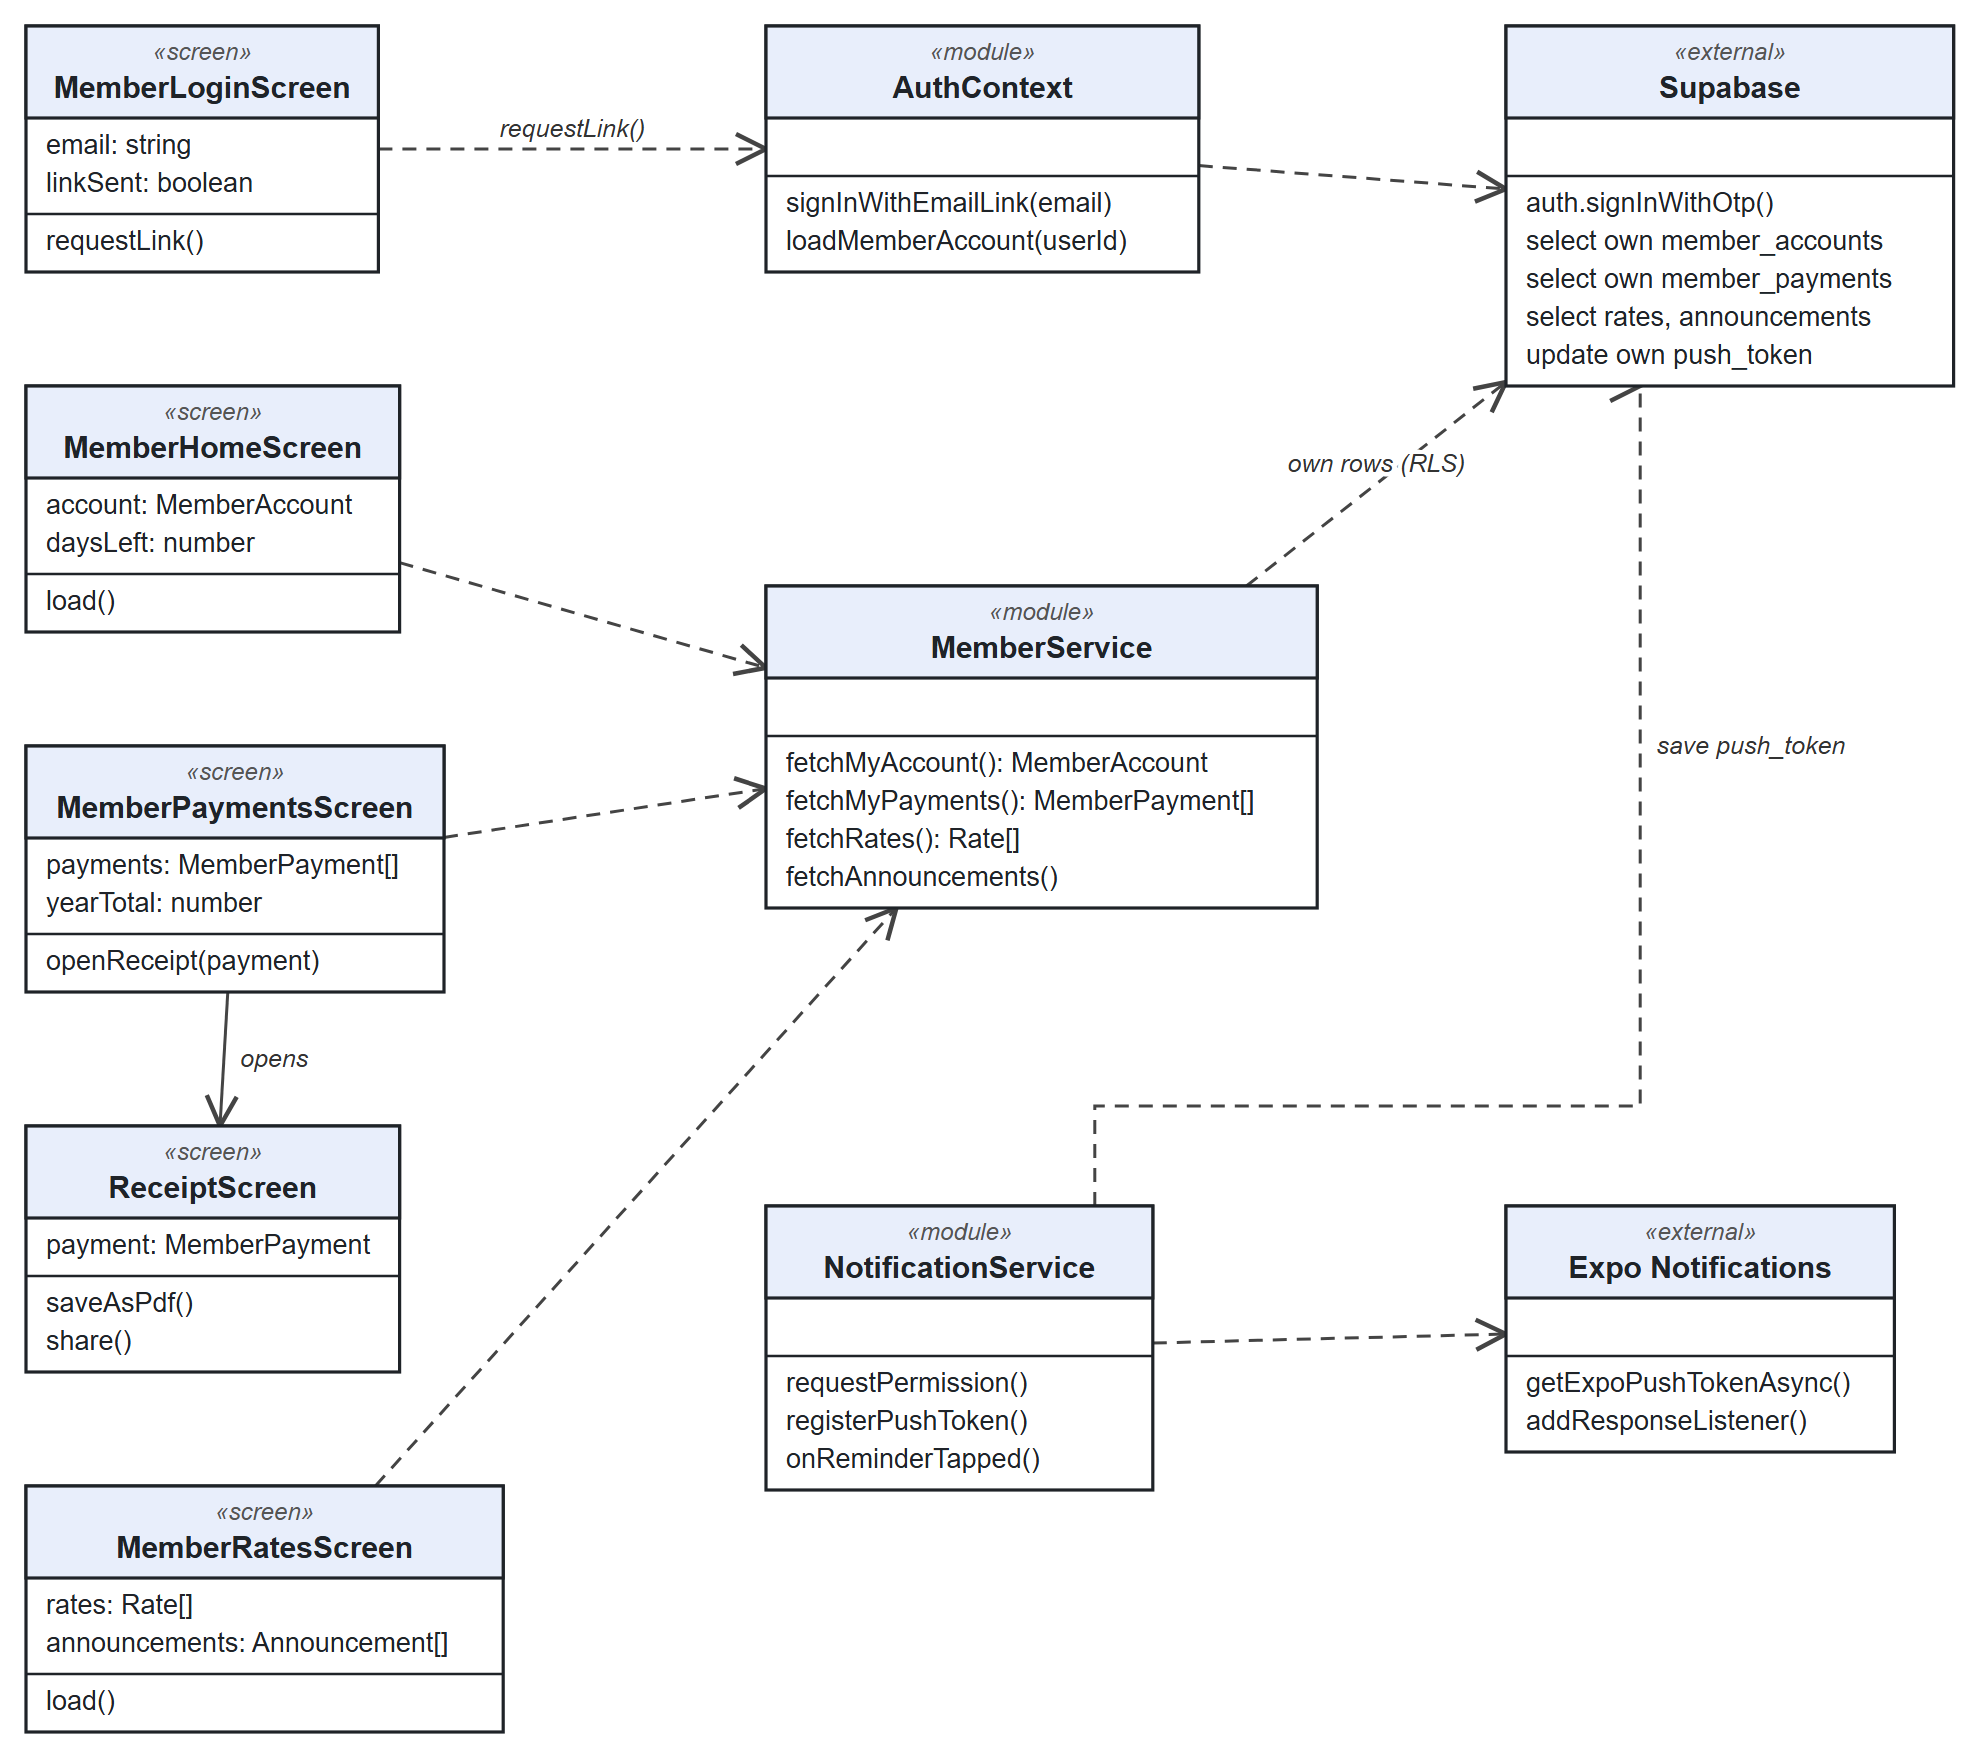 «screen»
MemberLoginScreen
email: string
linkSent: boolean
requestLink()
requestLink()
«module»
AuthContext
signInWithEmailLink(email)
loadMemberAccount(userId)
«external»
Supabase
auth.signInWithOtp()
select own member_accounts
select own member_payments
select rates, announcements
update own push_token
«screen»
MemberHomeScreen
account: MemberAccount
daysLeft: number
load()
own rows (RLS)
«module»
MemberService
fetchMyAccount(): MemberAccount
fetchMyPayments(): MemberPayment[]
fetchRates(): Rate[]
fetchAnnouncements()
save push_token
«screen»
MemberPaymentsScreen
payments: MemberPayment[]
yearTotal: number
openReceipt(payment)
opens
«screen»
ReceiptScreen
payment: MemberPayment
saveAsPdf()
share()
«module»
NotificationService
requestPermission()
registerPushToken()
onReminderTapped()
«external»
Expo Notifications
getExpoPushTokenAsync()
addResponseListener()
«screen»
MemberRatesScreen
rates: Rate[]
announcements: Announcement[]
load()